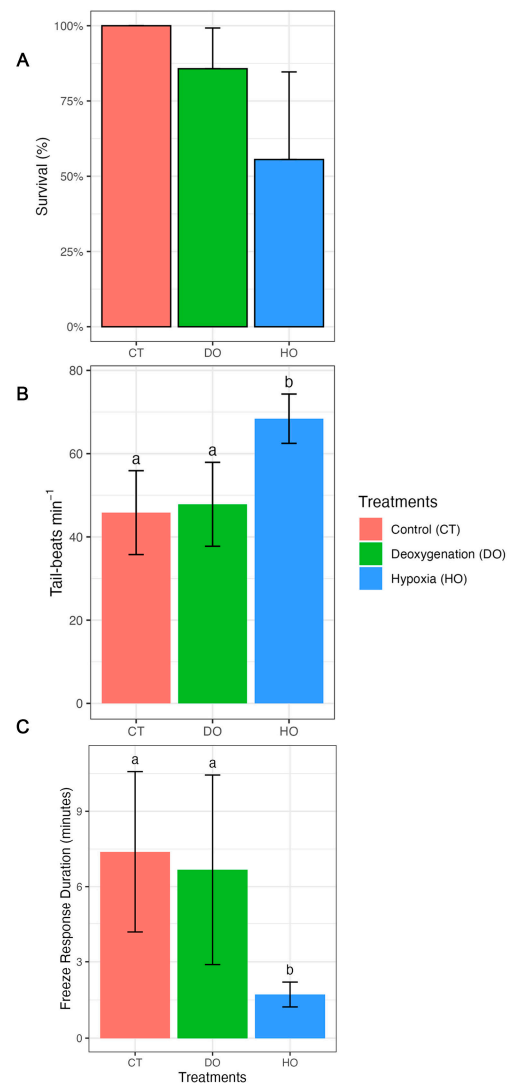 A
Survival (%)
100%
75%
50%
25%
0%
CT DO HO
B
Tail-beats min⁻¹
80
60
40
20
0
a a b
CT DO HO
Treatments
Control (CT)
Deoxygenation (DO)
Hypoxia (HO)
C
Freeze Response Duration (minutes)
9
6
3
0
a a b
CT DO HO
Treatments